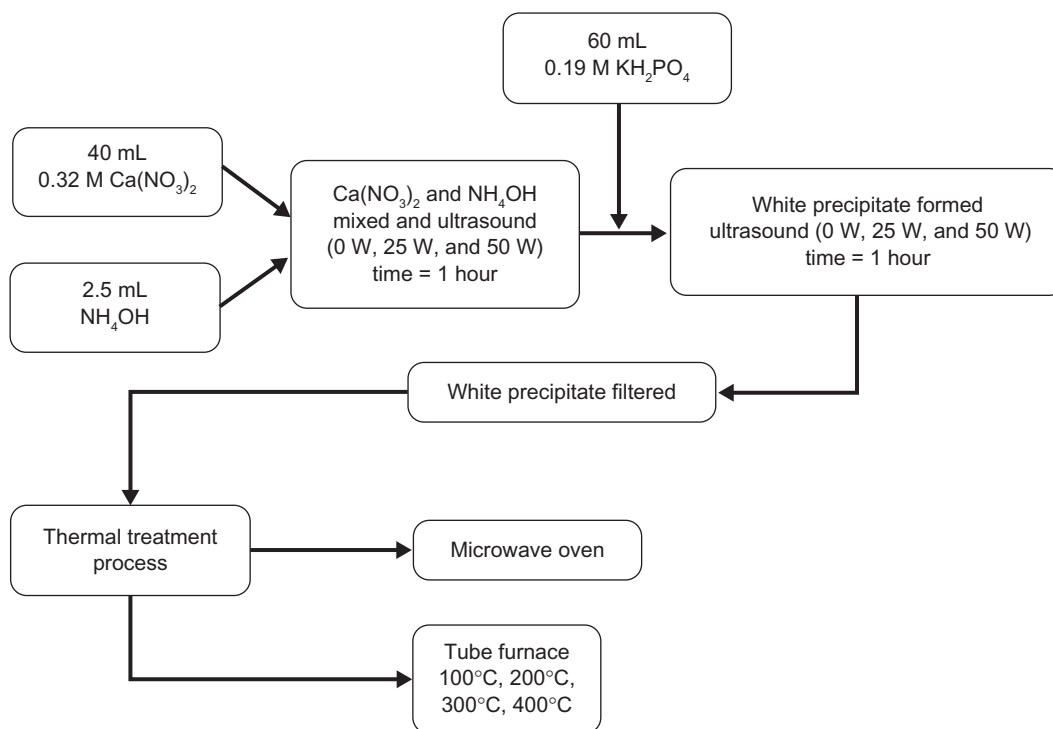 60 mL
0.19 M KH₂PO₄
40 mL
0.32 M Ca(NO₃)₂
Ca(NO₃)₂ and NH₄OH
mixed and ultrasound
(0 W, 25 W, and 50 W)
time = 1 hour
White precipitate formed
ultrasound (0 W, 25 W, and 50 W)
time = 1 hour
2.5 mL
NH₄OH
White precipitate filtered
Thermal treatment
process
Microwave oven
Tube furnace
100°C, 200°C,
300°C, 400°C